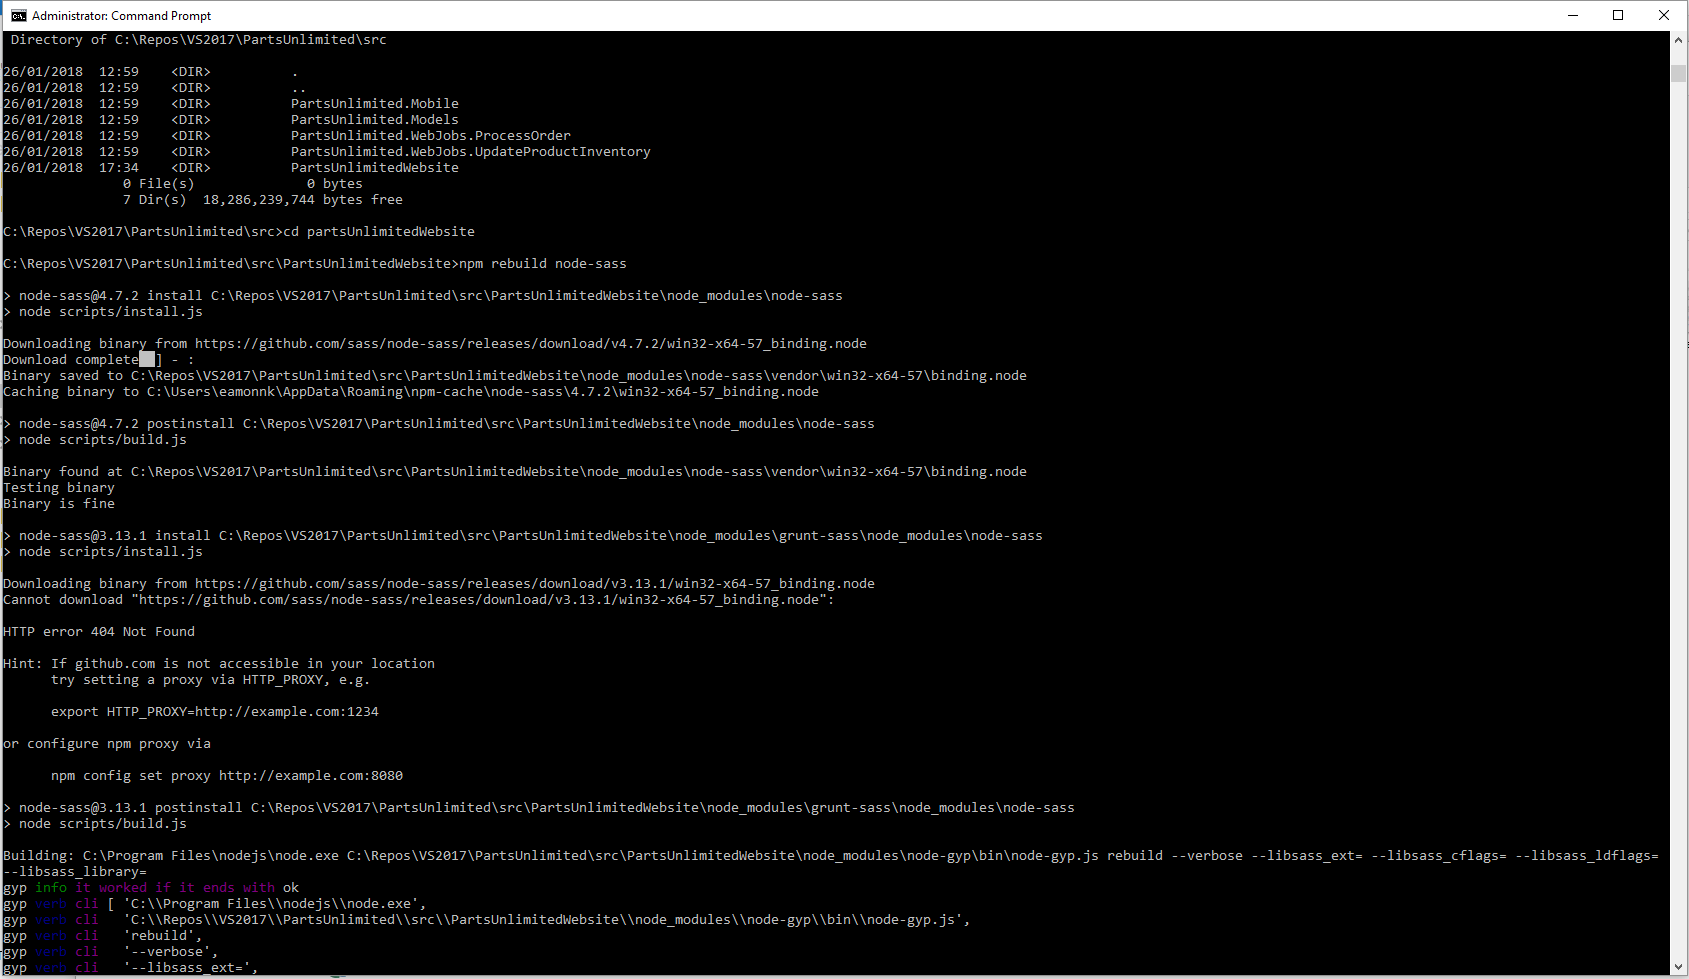 Administrator: Command Prompt
Directory of C:\Repos\VS2017\PartsUnlimited\src
26/01/2018  12:59    <DIR>          .
26/01/2018  12:59    <DIR>          ..
26/01/2018  12:59    <DIR>          PartsUnlimited.Mobile
26/01/2018  12:59    <DIR>          PartsUnlimited.Models
26/01/2018  12:59    <DIR>          PartsUnlimited.WebJobs.ProcessOrder
26/01/2018  12:59    <DIR>          PartsUnlimited.WebJobs.UpdateProductInventory
26/01/2018  17:34    <DIR>          PartsUnlimitedWebsite
0 File(s)              0 bytes
7 Dir(s)  18,286,239,744 bytes free
C:\Repos\VS2017\PartsUnlimited\src>cd partsUnlimitedWebsite
C:\Repos\VS2017\PartsUnlimited\src\PartsUnlimitedWebsite>npm rebuild node-sass
> node-sass@4.7.2 install C:\Repos\VS2017\PartsUnlimited\src\PartsUnlimitedWebsite\node_modules\node-sass
> node scripts/install.js
Downloading binary from https://github.com/sass/node-sass/releases/download/v4.7.2/win32-x64-57_binding.node
Download complete  ] - :
Binary saved to C:\Repos\VS2017\PartsUnlimited\src\PartsUnlimitedWebsite\node_modules\node-sass\vendor\win32-x64-57\binding.node
Caching binary to C:\Users\eamonnk\AppData\Roaming\npm-cache\node-sass\4.7.2\win32-x64-57_binding.node
> node-sass@4.7.2 postinstall C:\Repos\VS2017\PartsUnlimited\src\PartsUnlimitedWebsite\node_modules\node-sass
> node scripts/build.js
Binary found at C:\Repos\VS2017\PartsUnlimited\src\PartsUnlimitedWebsite\node_modules\node-sass\vendor\win32-x64-57\binding.node
Testing binary
Binary is fine
> node-sass@3.13.1 install C:\Repos\VS2017\PartsUnlimited\src\PartsUnlimitedWebsite\node_modules\grunt-sass\node_modules\node-sass
> node scripts/install.js
Downloading binary from https://github.com/sass/node-sass/releases/download/v3.13.1/win32-x64-57_binding.node
Cannot download "https://github.com/sass/node-sass/releases/download/v3.13.1/win32-x64-57_binding.node":
HTTP error 404 Not Found
Hint: If github.com is not accessible in your location
try setting a proxy via HTTP_PROXY, e.g.
export HTTP_PROXY=http://example.com:1234
or configure npm proxy via
npm config set proxy http://example.com:8080
> node-sass@3.13.1 postinstall C:\Repos\VS2017\PartsUnlimited\src\PartsUnlimitedWebsite\node_modules\grunt-sass\node_modules\node-sass
> node scripts/build.js
Building: C:\Program Files\nodejs\node.exe C:\Repos\VS2017\PartsUnlimited\src\PartsUnlimitedWebsite\node_modules\node-gyp\bin\node-gyp.js rebuild --verbose --libsass_ext= --libsass_cflags= --libsass_ldflags=
--libsass_library=
gyp info it worked if it ends with ok
gyp verb cli [ 'C:\\Program Files\\nodejs\\node.exe',
gyp verb cli   'C:\\Repos\\VS2017\\PartsUnlimited\\src\\PartsUnlimitedWebsite\\node_modules\\node-gyp\\bin\\node-gyp.js',
gyp verb cli   'rebuild',
gyp verb cli   '--verbose',
gyp verb cli   '--libsass_ext=',